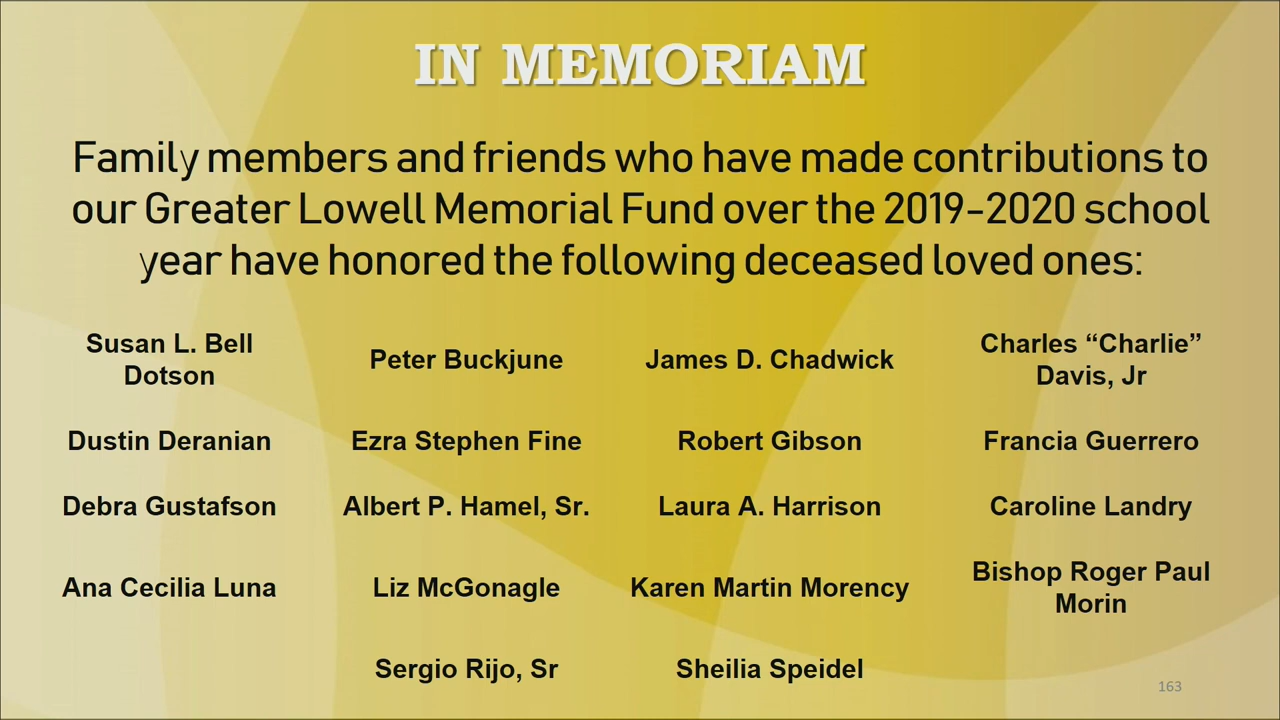 IN MEMORIAM
Family members and friends who have made contributions to
our Greater Lowell Memorial Fund over the 2019-2020 school
year have honored the following deceased loved ones:
Susan L. Bell
Dotson
Peter Buckjune
James D. Chadwick
Charles “Charlie”
Davis, Jr
Dustin Deranian
Ezra Stephen Fine
Robert Gibson
Francia Guerrero
Debra Gustafson
Albert P. Hamel, Sr.
Laura A. Harrison
Caroline Landry
Ana Cecilia Luna
Liz McGonagle
Karen Martin Morency
Bishop Roger Paul
Morin
Sergio Rijo, Sr
Sheilia Speidel
163